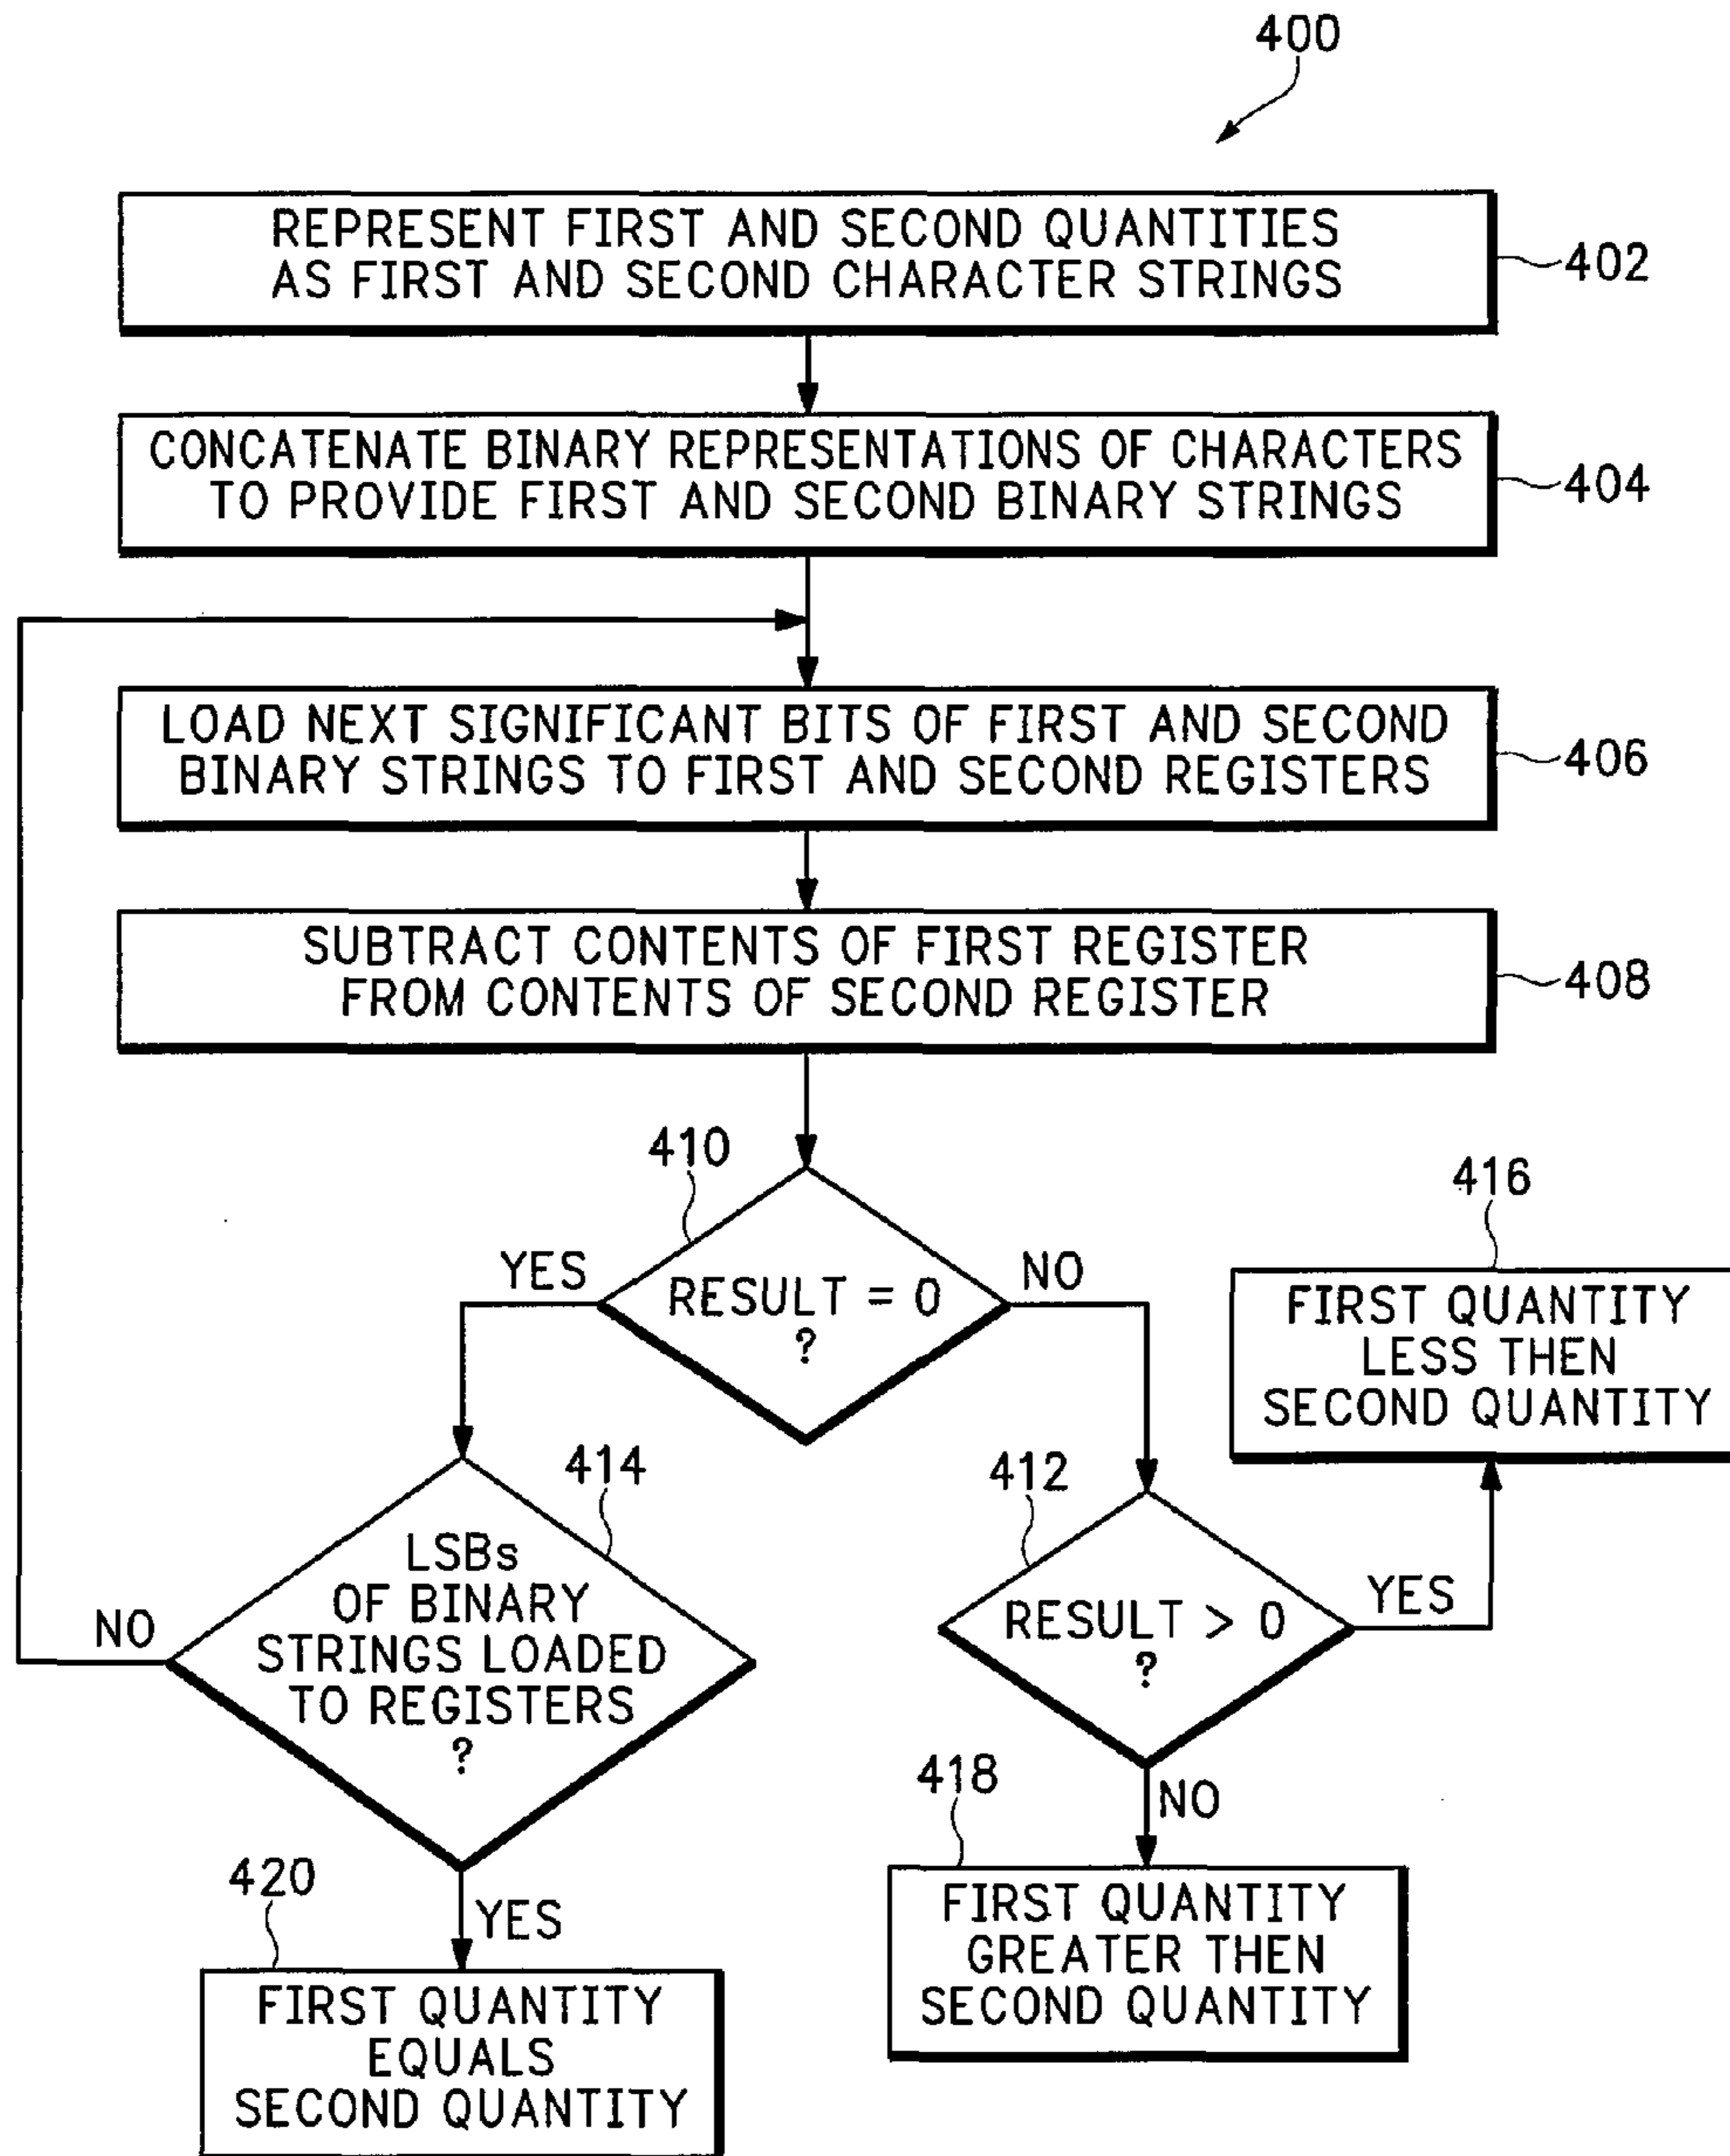 400
REPRESENT FIRST AND SECOND QUANTITIES
AS FIRST AND SECOND CHARACTER STRINGS
402
CONCATENATE BINARY REPRESENTATIONS OF CHARACTERS
TO PROVIDE FIRST AND SECOND BINARY STRINGS
404
LOAD NEXT SIGNIFICANT BITS OF FIRST AND SECOND
BINARY STRINGS TO FIRST AND SECOND REGISTERS
406
SUBTRACT CONTENTS OF FIRST REGISTER
FROM CONTENTS OF SECOND REGISTER
408
410
YES
RESULT = 0
?
NO
416
FIRST QUANTITY
LESS THEN
SECOND QUANTITY
414
LSBs
OF BINARY
STRINGS LOADED
TO REGISTERS
?
NO
412
RESULT > 0
?
YES
418
NO
FIRST QUANTITY
GREATER THEN
SECOND QUANTITY
420
YES
FIRST QUANTITY
EQUALS
SECOND QUANTITY